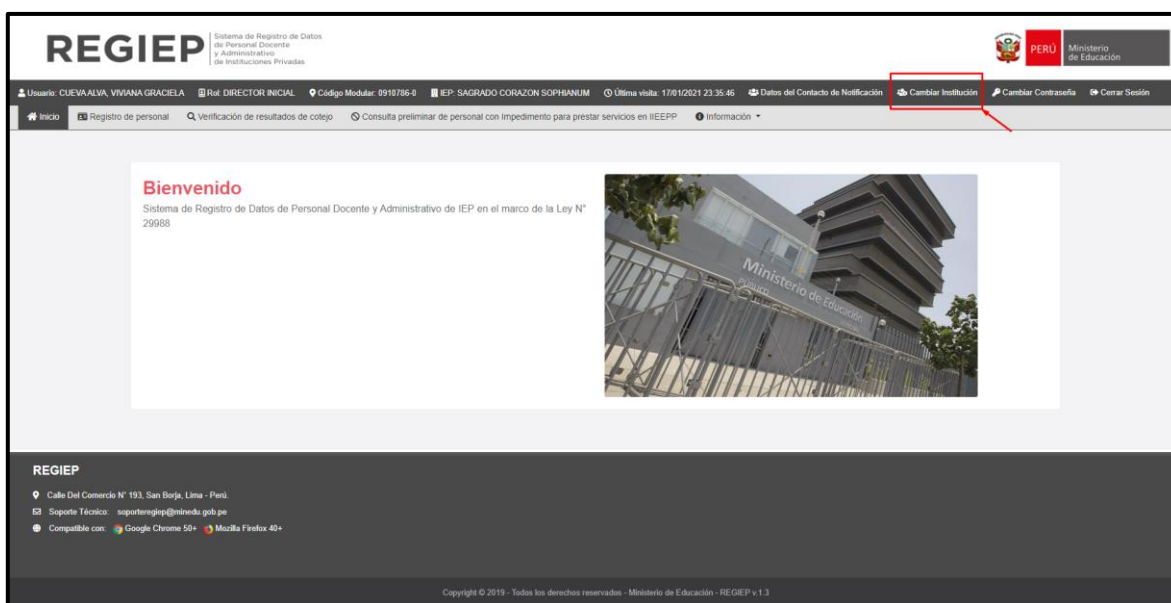 REGIEP
Sistema de Registro de Datos
de Personal Docente
y Administrativo
de Instituciones Privadas
PERÚ
Ministerio
de Educación
Usuario: CUEVA ALVA, VIVIANA GRACIELA Rol: DIRECTOR INICIAL Código Modular: 0910786-0 IEP: SAGRADO CORAZON SOPHIANUM Última visita: 17/01/2021 23:35:46 Datos del Contacto de Notificación Cambiar Institución Cambiar Contraseña Cerrar Sesión
Inicio Registro de personal Verificación de resultados de cotejo Consulta preliminar de personal con Impedimento para prestar servicios en IIEEPP Información
Bienvenido
Sistema de Registro de Datos de Personal Docente y Administrativo de IEP en el marco de la Ley N°
29988
Ministerio de Educación
REGIEP
Calle Del Comercio N° 193, San Borja, Lima - Perú.
Soporte Técnico: soporteregiep@minedu.gob.pe
Compatible con: Google Chrome 50+ Mozilla Firefox 40+
Copyright © 2019 - Todos los derechos reservados - Ministerio de Educación - REGIEP v.1.3